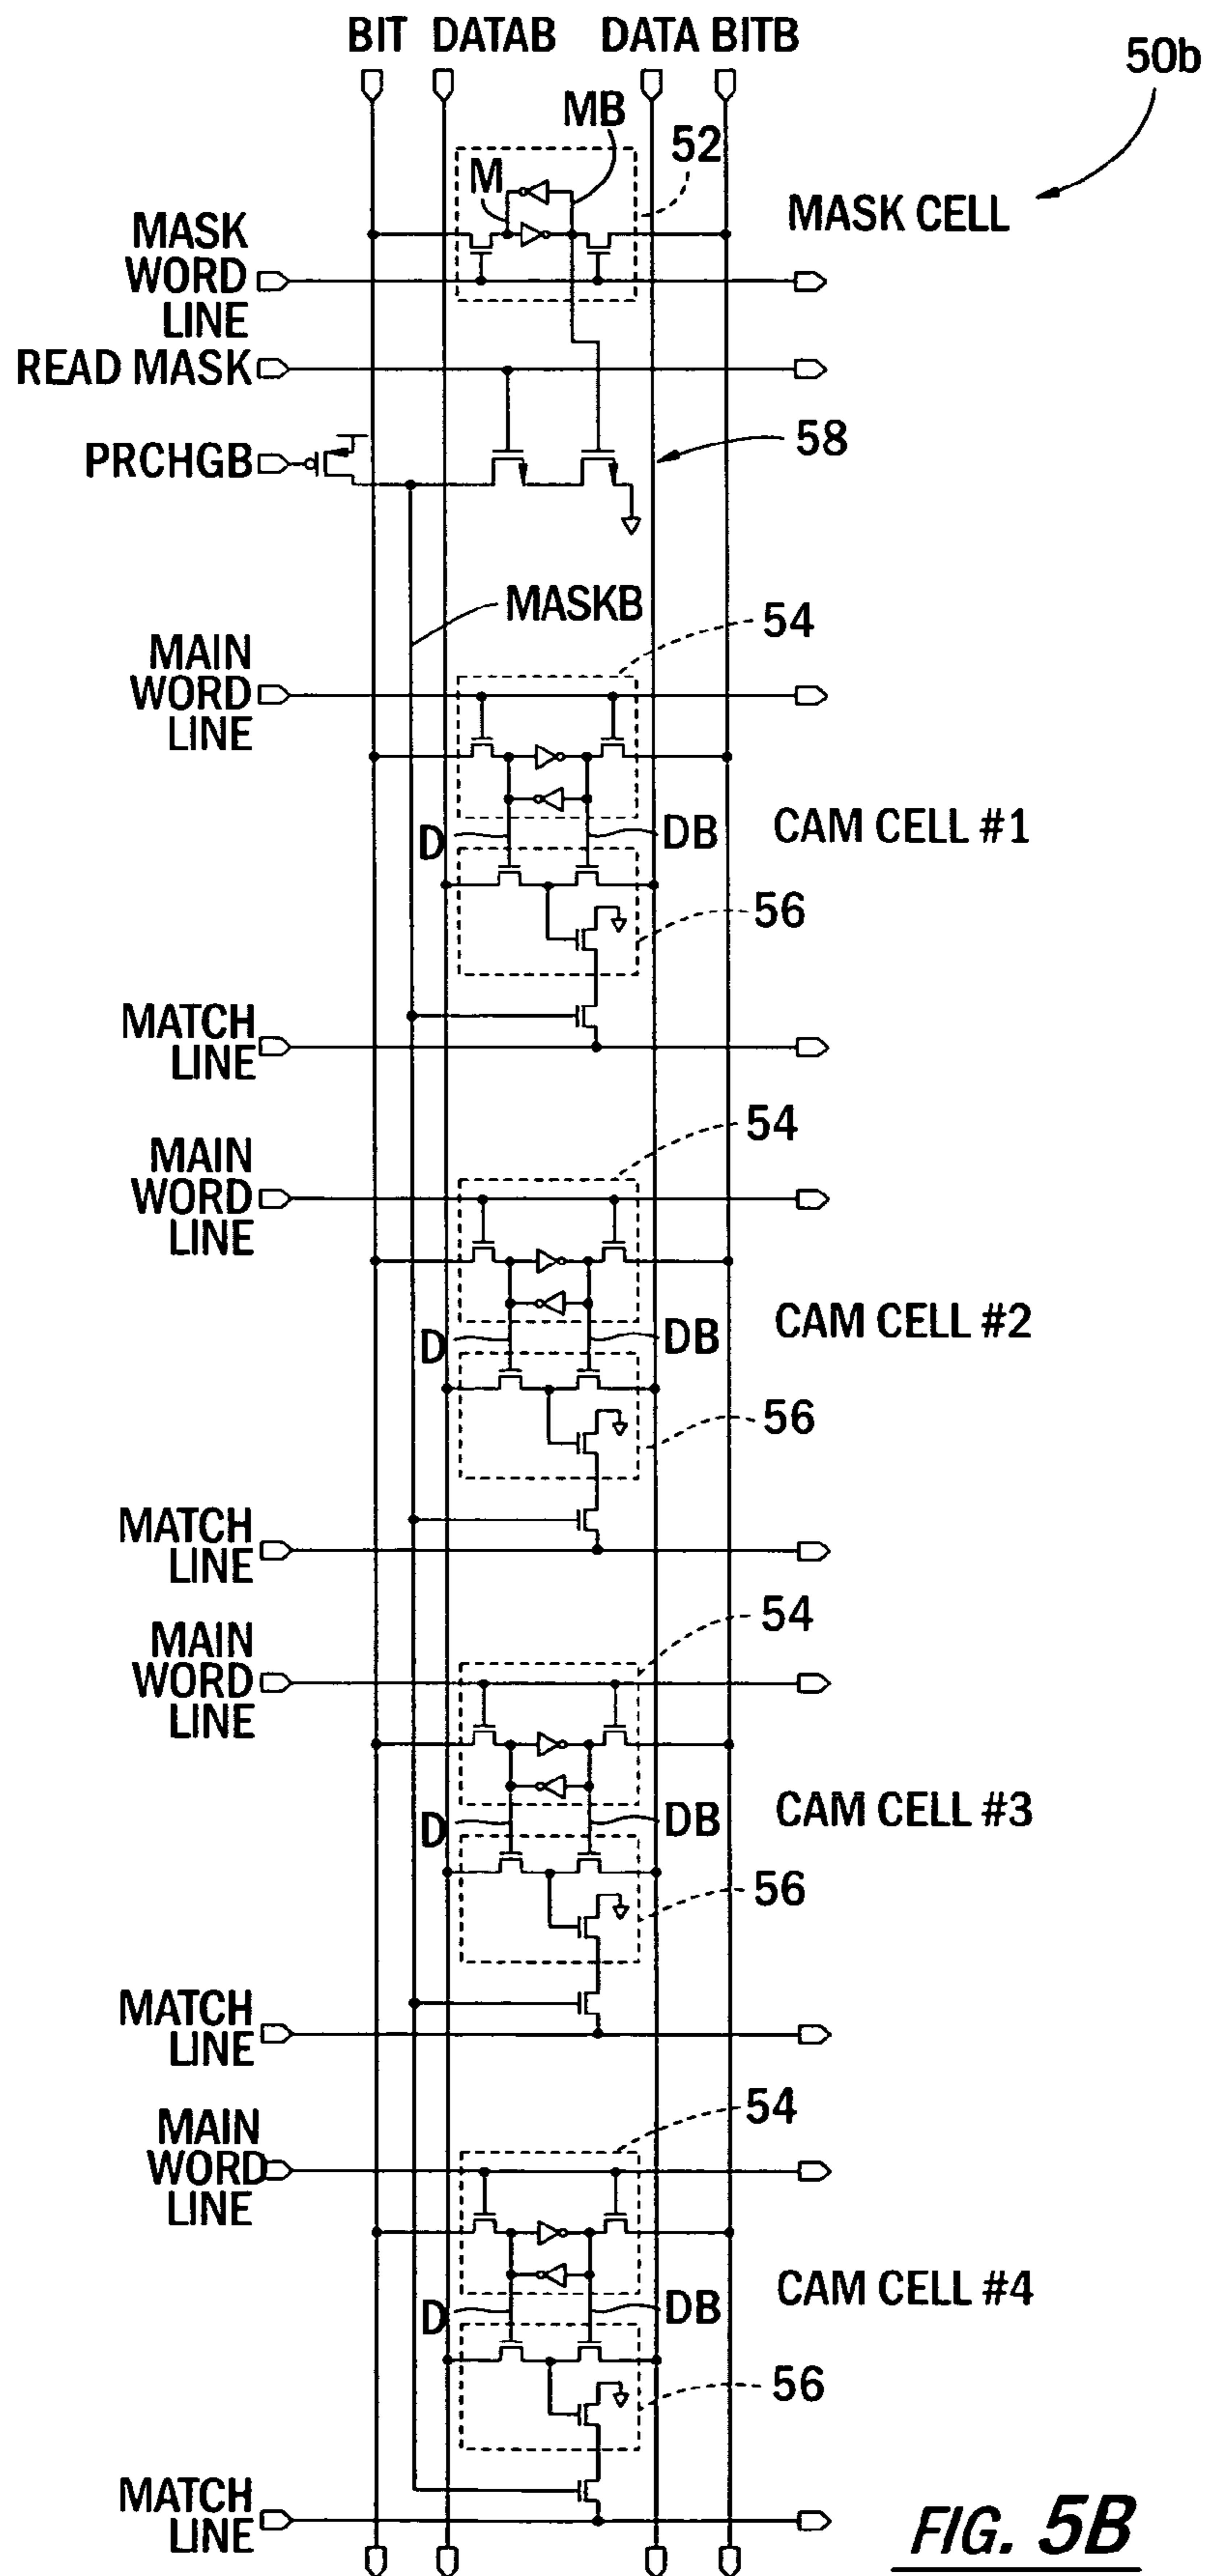 BIT DATAB DATA BITB
50b
MB
52
M
MASK CELL
MASK
WORD
LINE
READ MASK
58
PRCHGB
MASKB
54
MAIN
WORD
LINE
CAM CELL #1
D
DB
56
MATCH
LINE
54
MAIN
WORD
LINE
CAM CELL #2
D
DB
56
MATCH
LINE
54
MAIN
WORD
LINE
CAM CELL #3
D
DB
56
MATCH
LINE
54
MAIN
WORD
LINE
CAM CELL #4
D
DB
56
MATCH
LINE
FIG. 5B